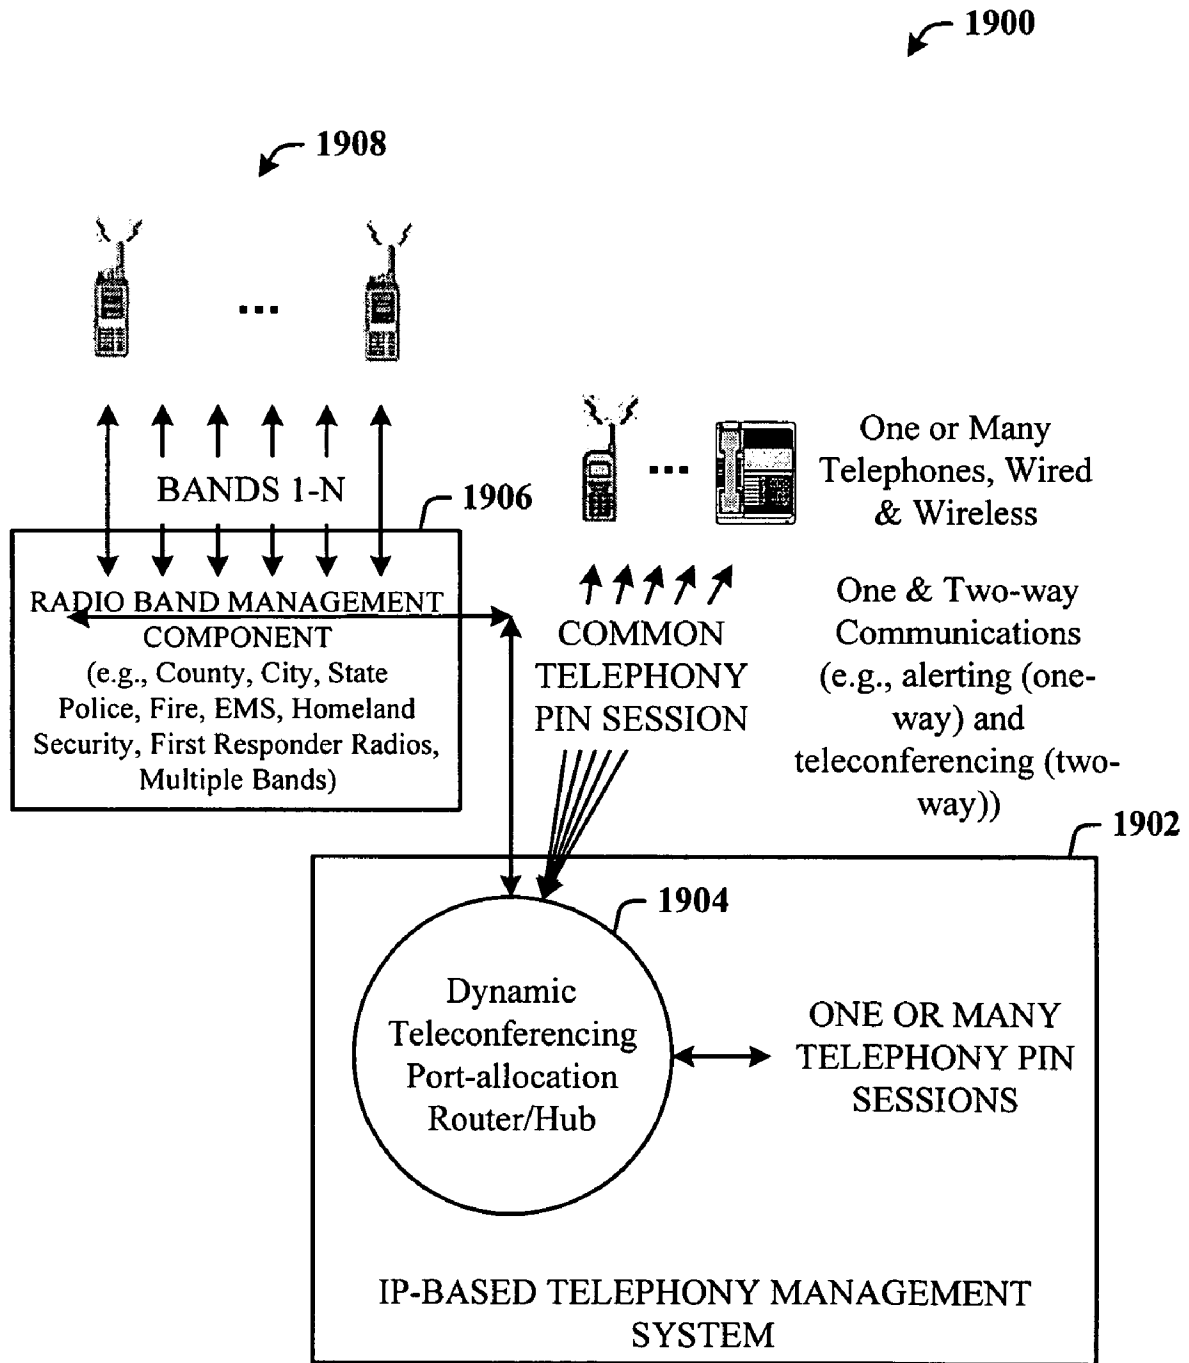 1900
1908
BANDS 1-N
1906
RADIO BAND MANAGEMENT
COMPONENT
(e.g., County, City, State
Police, Fire, EMS, Homeland
Security, First Responder Radios,
Multiple Bands)
One or Many
Telephones, Wired
& Wireless
COMMON
TELEPHONY
PIN SESSION
One & Two-way
Communications
(e.g., alerting (one-
way) and
teleconferencing (two-
way))
1902
1904
Dynamic
Teleconferencing
Port-allocation
Router/Hub
ONE OR MANY
TELEPHONY PIN
SESSIONS
IP-BASED TELEPHONY MANAGEMENT
SYSTEM